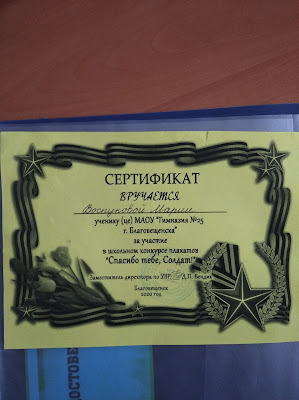 СЕРТИФИКАТ
ВРУЧАЕТСЯ
Марии
ученику (це) МАОУ "Гимназия №25
г. Благовещенска"
за участие
в школьном конкурсе плакатов
"Спасибо тебе, Солдат!"
Заместитель директора по УВР Д.П. Бондик
Благовещенск
2020 год